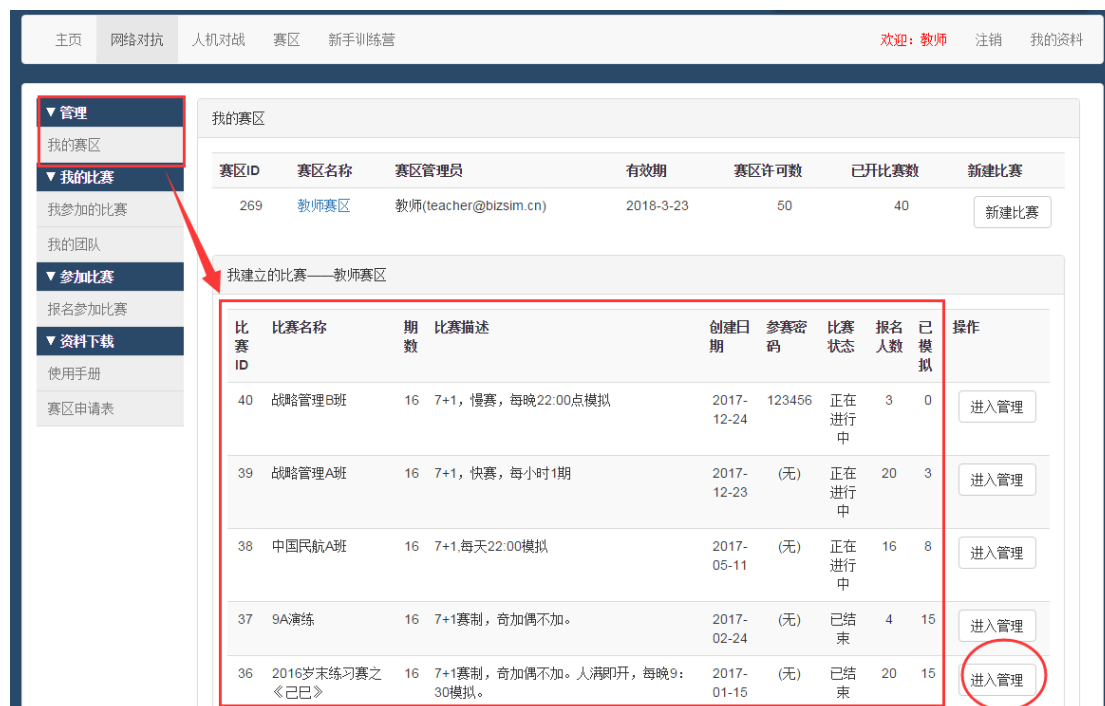 主页 网络对抗 人机对战 赛区 新手训练营 欢迎：教师 注销 我的资料
▼管理
我的赛区
▼我的比赛
我参加的比赛
我的团队
▼参加比赛
报名参加比赛
▼资料下载
使用手册
赛区申请表
我的赛区
赛区ID 赛区名称 赛区管理员 有效期 赛区许可数 已开比赛数 新建比赛
269 教师赛区 教师(teacher@bizsim.cn) 2018-3-23 50 40 新建比赛
我建立的比赛——教师赛区
比 比赛名称 期 比赛描述 创建日 参赛密 比赛 报名 已 操作
赛 数 期 码 状态 人数 模
ID 拟
40 战略管理B班 16 7+1，慢赛，每晚22:00点模拟 2017- 123456 正在 3 0 进入管理
12-24 进行
中
39 战略管理A班 16 7+1，快赛，每小时1期 2017- (无) 正在 20 3 进入管理
12-23 进行
中
38 中国民航A班 16 7+1,每天22:00模拟 2017- (无) 正在 16 8 进入管理
05-11 进行
中
37 9A演练 16 7+1赛制，奇加偶不加。 2017- (无) 已结 4 15 进入管理
02-24 束
36 2016岁末练习赛之 16 7+1赛制，奇加偶不加。人满即开，每晚9： 2017- (无) 已结 20 15 进入管理
《己巳》 30模拟。 01-15 束